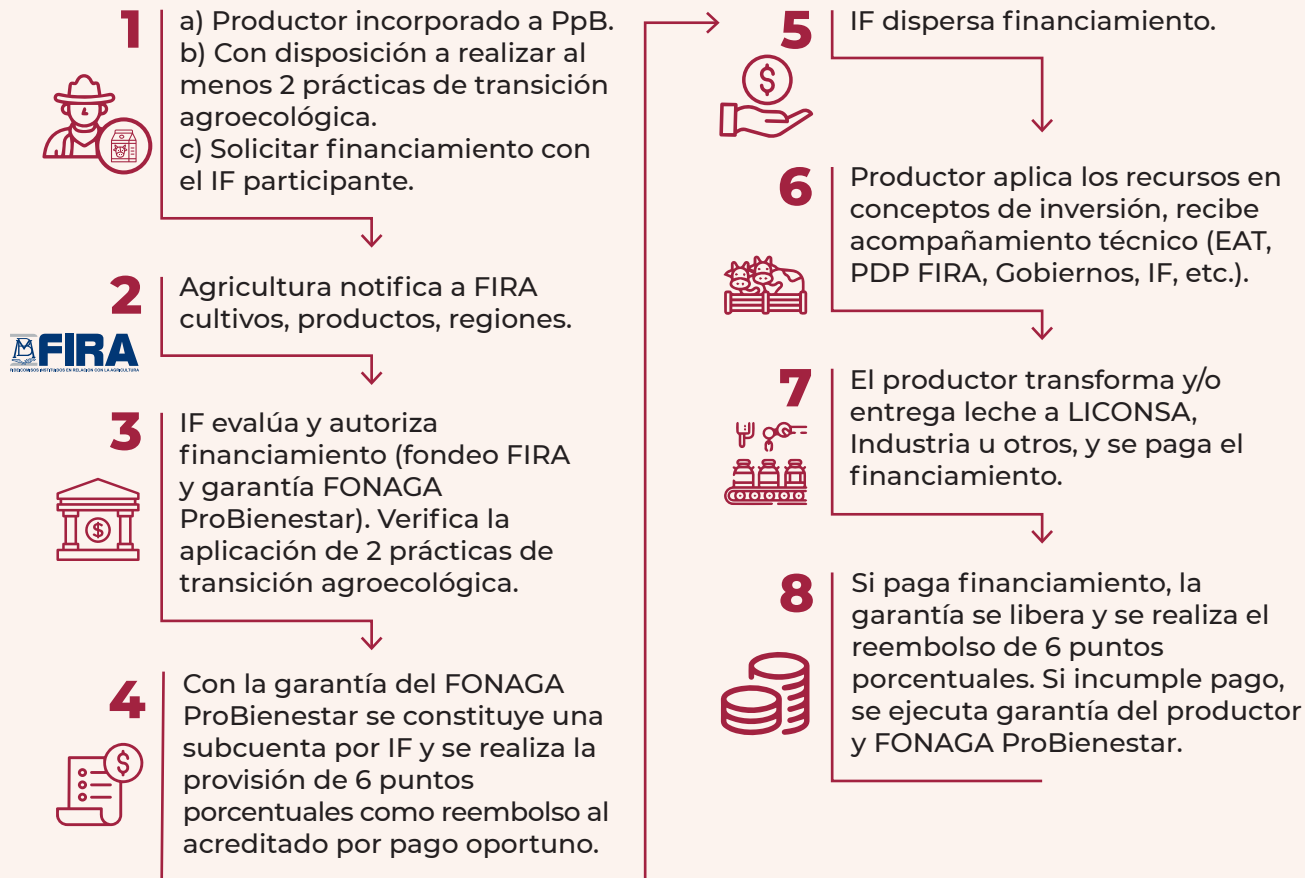 1
a) Productor incorporado a PpB.
b) Con disposición a realizar al
menos 2 prácticas de transición
agroecológica.
c) Solicitar financiamiento con
el IF participante.
2
Agricultura notifica a FIRA
cultivos, productos, regiones.
FIRA
FIDEICOMISOS INSTITUIDOS EN RELACIÓN CON LA AGRICULTURA
3
IF evalúa y autoriza
financiamiento (fondeo FIRA
y garantía FONAGA
ProBienestar). Verifica la
aplicación de 2 prácticas de
transición agroecológica.
$
4
Con la garantía del FONAGA
ProBienestar se constituye una
subcuenta por IF y se realiza la
provisión de 6 puntos
porcentuales como reembolso al
acreditado por pago oportuno.
$
5
IF dispersa financiamiento.
$
6
Productor aplica los recursos en
conceptos de inversión, recibe
acompañamiento técnico (EAT,
PDP FIRA, Gobiernos, IF, etc.).
7
El productor transforma y/o
entrega leche a LICONSA,
Industria u otros, y se paga el
financiamiento.
8
Si paga financiamiento, la
garantía se libera y se realiza el
reembolso de 6 puntos
porcentuales. Si incumple pago,
se ejecuta garantía del productor
y FONAGA ProBienestar.